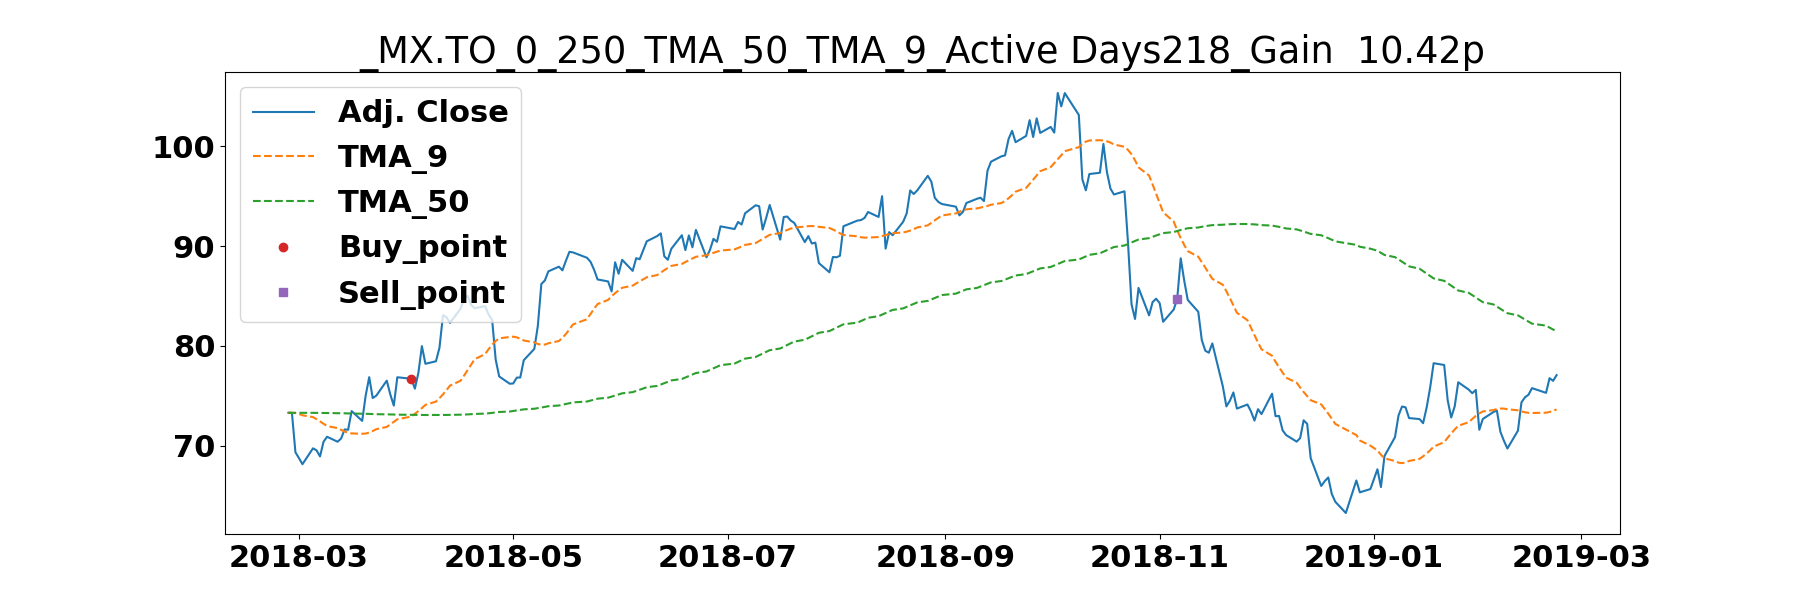 _MX.TO_0_250_TMA_50_TMA_9_Active Days218_Gain  10.42p
Adj. Close
TMA_9
TMA_50
Buy_point
Sell_point
100
90
80
70
2018-03 2018-05 2018-07 2018-09 2018-11 2019-01 2019-03